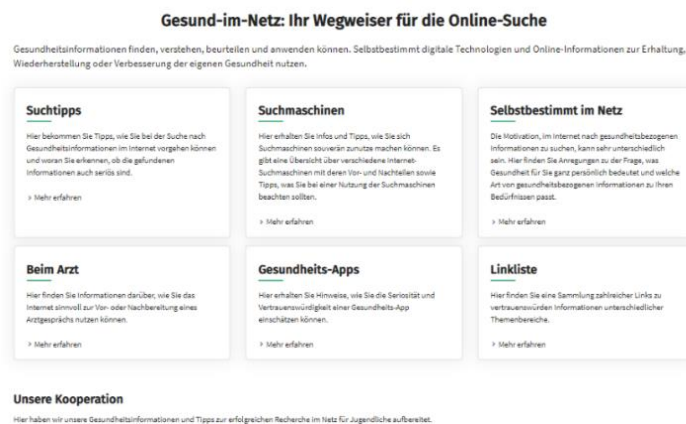 Gesund-im-Netz: Ihr Wegweiser für die Online-Suche
Gesundheitsinformationen finden, verstehen, beurteilen und anwenden können. Selbstbestimmt digitale Technologien und Online-Informationen zur Erhaltung,
Wiederherstellung oder Verbesserung der eigenen Gesundheit nutzen.
Suchtipps
Hier bekommen Sie Tipps, wie Sie bei der Suche nach
Gesundheitsinformationen im Internet vorgehen können
und woran Sie erkennen, ob die gefundenen
Informationen auch seriös sind.
> Mehr erfahren
Suchmaschinen
Hier erhalten Sie Infos und Tipps, wie Sie sich
Suchmaschinen souverän zunutze machen können. Es
gibt eine Übersicht über verschiedene Internet-
Suchmaschinen mit deren Vor- und Nachteilen sowie
Tipps, was Sie bei einer Nutzung der Suchmaschinen
beachten sollten.
> Mehr erfahren
Selbstbestimmt im Netz
Die Motivation, im Internet nach gesundheitsbezogenen
Informationen zu suchen, kann sehr unterschiedlich
sein. Hier finden Sie Anregungen zu der Frage, was
Gesundheit für Sie ganz persönlich bedeutet und welche
Art von gesundheitsbezogenen Informationen zu Ihren
Bedürfnissen passt.
> Mehr erfahren
Beim Arzt
Hier finden Sie Informationen darüber, wie Sie das
Internet sinnvoll zur Vor- oder Nachbereitung eines
Arztgesprächs nutzen können.
> Mehr erfahren
Gesundheits-Apps
Hier erhalten Sie Hinweise, wie Sie die Seriosität und
Vertrauenswürdigkeit einer Gesundheits-App
einschätzen können.
> Mehr erfahren
Linkliste
Hier finden Sie eine Sammlung zahlreicher Links zu
vertrauenswürden Informationen unterschiedlicher
Themenbereiche.
> Mehr erfahren
Unsere Kooperation
Hier haben wir unsere Gesundheitsinformationen und Tipps zur erfolgreichen Recherche im Netz für Jugendliche aufbereitet.